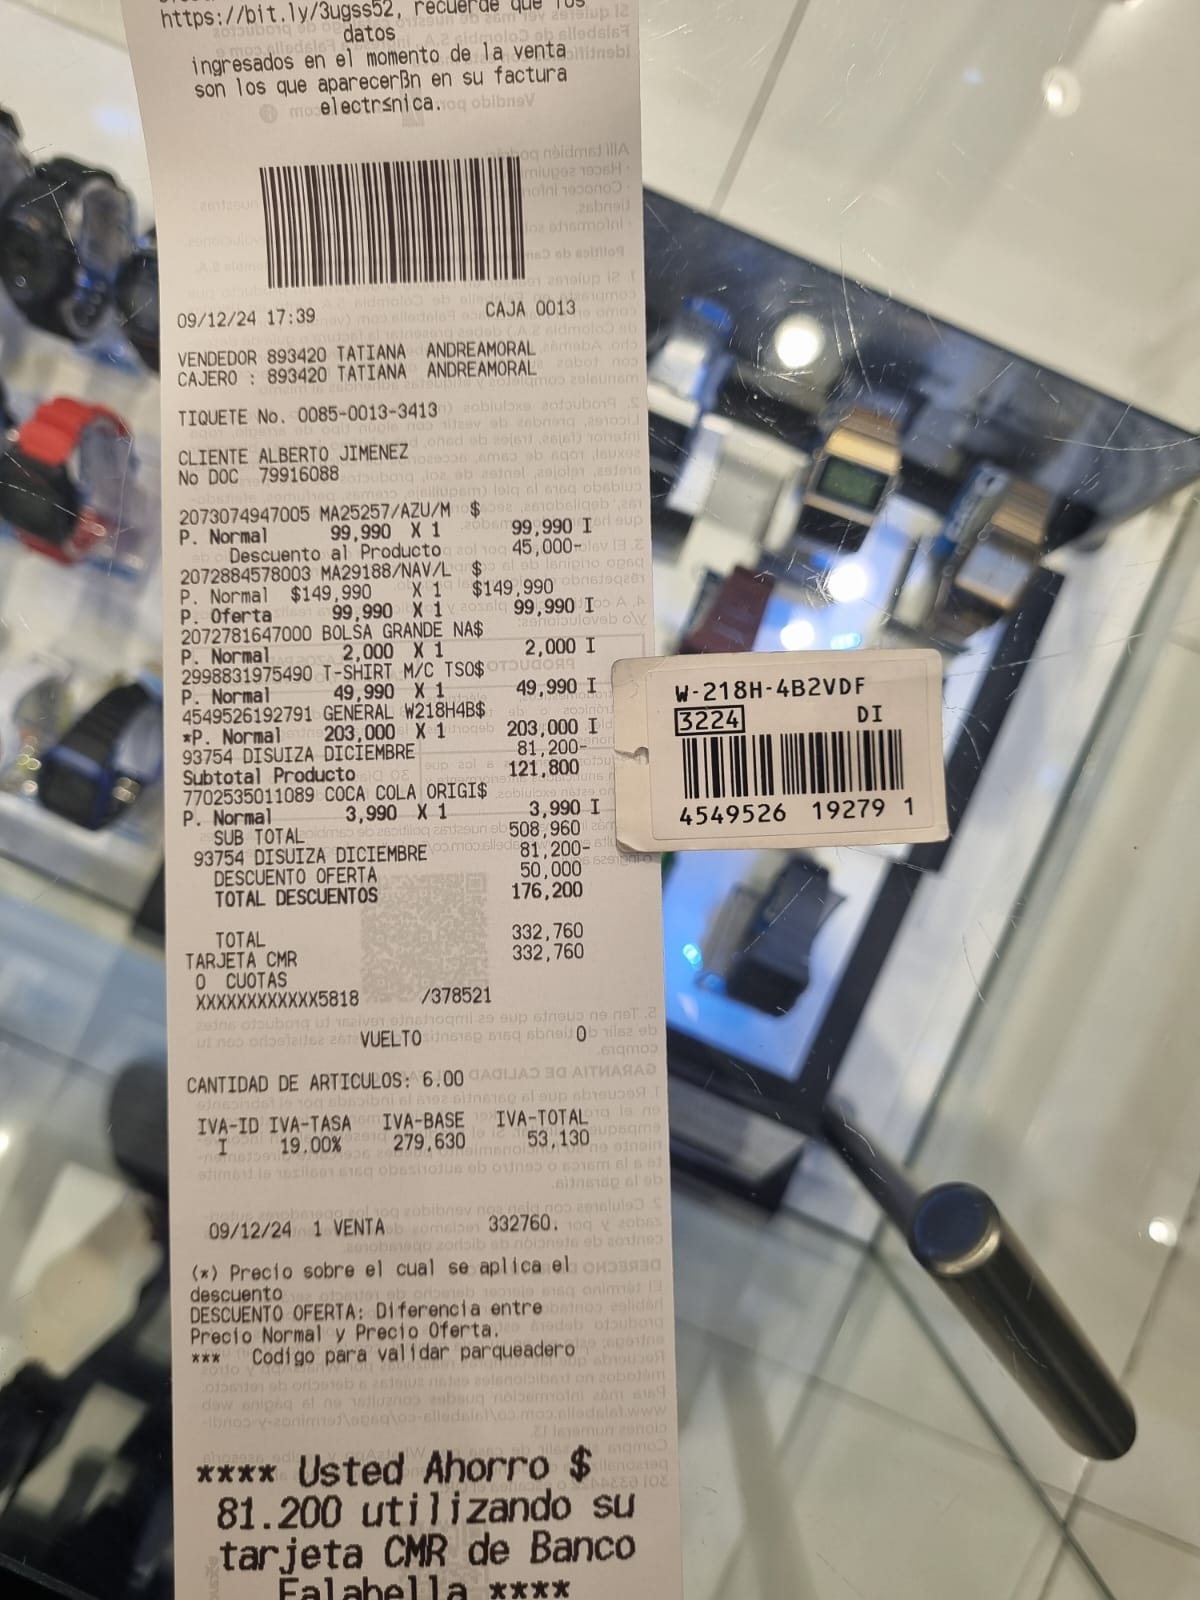 https://bit.ly/3ugss52, recuerde que los
datos
ingresados en el momento de la venta
son los que aparecerßn en su factura
electr≤nica.
09/12/24 17:39 CAJA 0013
VENDEDOR 893420 TATIANA ANDREAMORAL
CAJERO : 893420 TATIANA ANDREAMORAL
TIQUETE No. 0085-0013-3413
CLIENTE ALBERTO JIMENEZ
No DOC 79916088
2073074947005 MA25257/AZU/M $
P. Normal 99,990 X 1 99,990 I
Descuento al Producto 45,000-
2072884578003 MA29188/NAV/L $
P. Normal $149,990 X 1 $149,990
P. Oferta 99,990 X 1 99,990 I
2072781647000 BOLSA GRANDE NA$
P. Normal 2,000 X 1 2,000 I
2998831975490 T-SHIRT M/C TSO$
P. Normal 49,990 X 1 49,990 I
4549526192791 GENERAL W218H4B$
*P. Normal 203,000 X 1 203,000 I
93754 DISUIZA DICIEMBRE 81,200-
Subtotal Producto 121,800
7702535011089 COCA COLA ORIGI$
P. Normal 3,990 X 1 3,990 I
SUB TOTAL 508,960
93754 DISUIZA DICIEMBRE 81,200-
DESCUENTO OFERTA 50,000
TOTAL DESCUENTOS 176,200
TOTAL 332,760
TARJETA CMR 332,760
0 CUOTAS
XXXXXXXXXXXX5818 /378521
VUELTO 0
CANTIDAD DE ARTICULOS: 6.00
IVA-ID IVA-TASA IVA-BASE IVA-TOTAL
I 19.00% 279,630 53,130
09/12/24 1 VENTA 332760.
(*) Precio sobre el cual se aplica el
descuento
DESCUENTO OFERTA: Diferencia entre
Precio Normal y Precio Oferta.
*** Codigo para validar parqueadero
**** Usted Ahorro $
81.200 utilizando su
tarjeta CMR de Banco
Falabella ****
W-218H-4B2VDF
3224 DI
4549526 19279 1